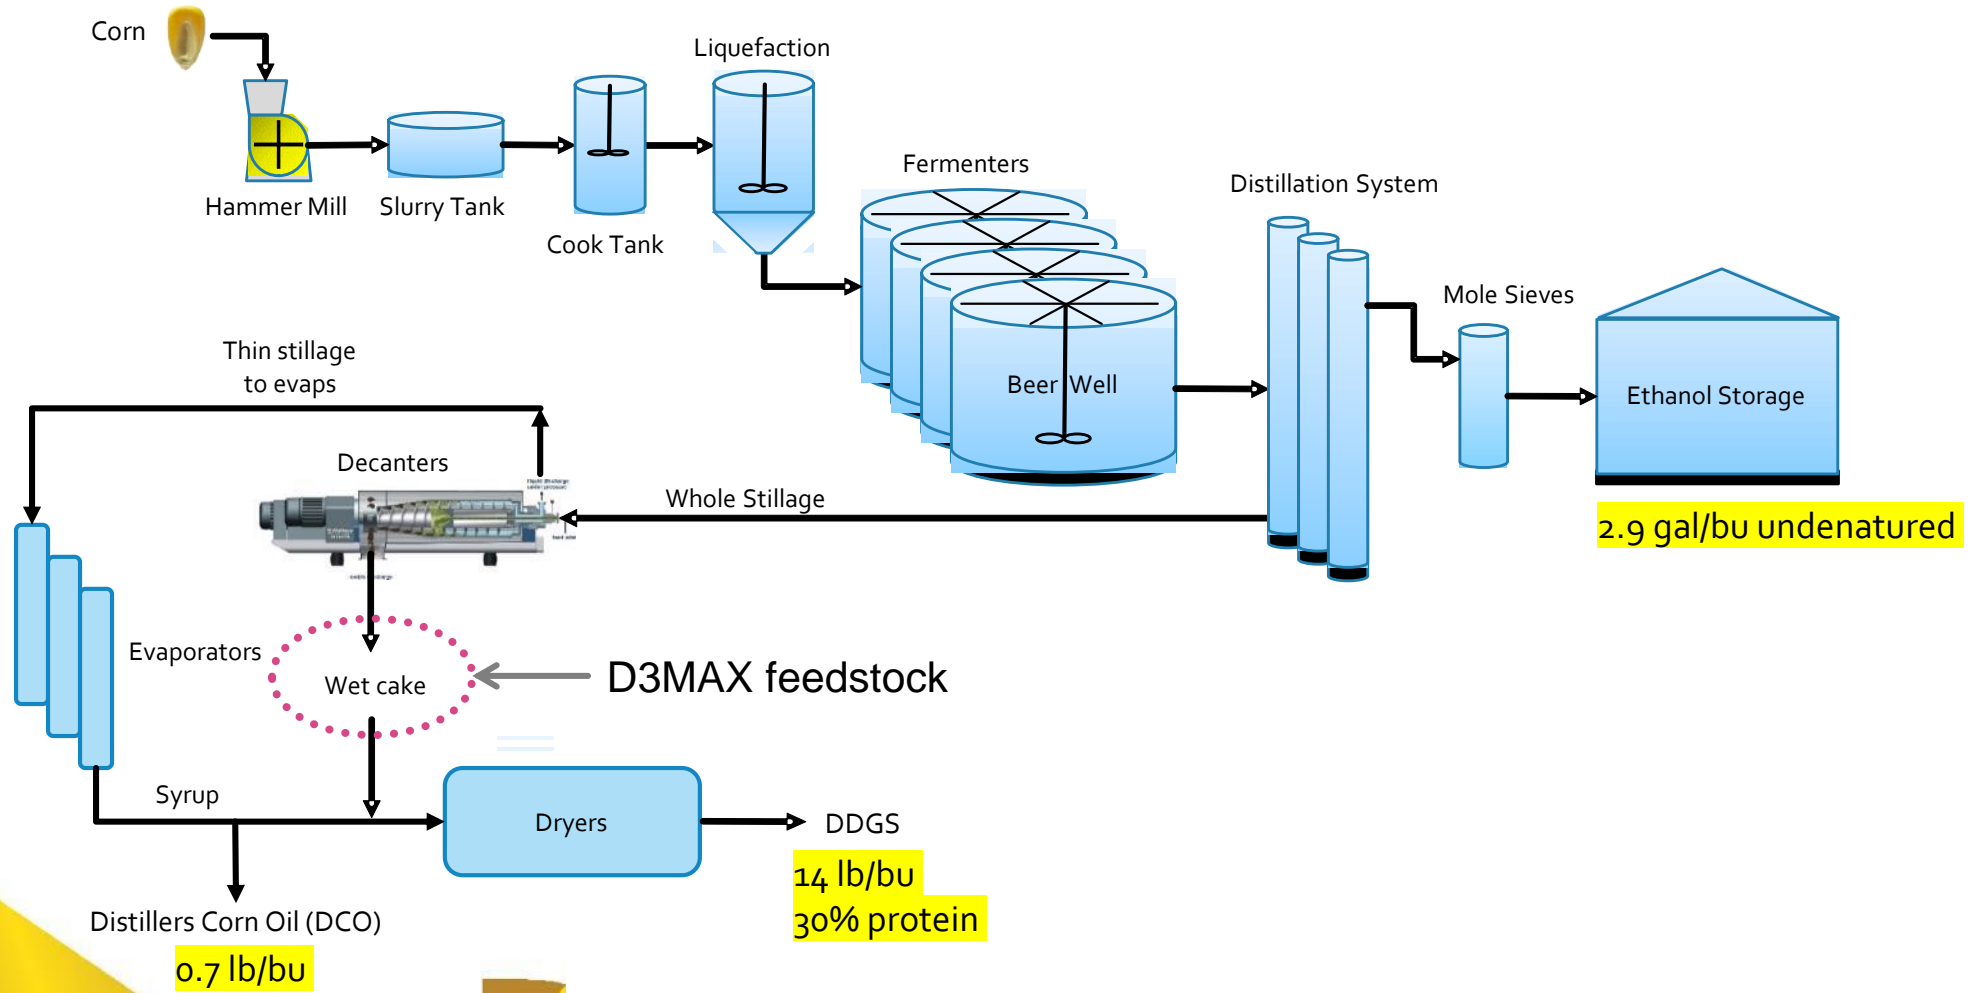 Corn
Liquefaction
Fermenters
Distillation System
Hammer Mill
Slurry Tank
Cook Tank
Mole Sieves
Thin stillage
to evaps
Beer Well
Ethanol Storage
Decanters
Whole Stillage
2.9 gal/bu undenatured
Evaporators
Wet cake
D3MAX feedstock
Syrup
Dryers
DDGS
14 lb/bu
30% protein
Distillers Corn Oil (DCO)
0.7 lb/bu